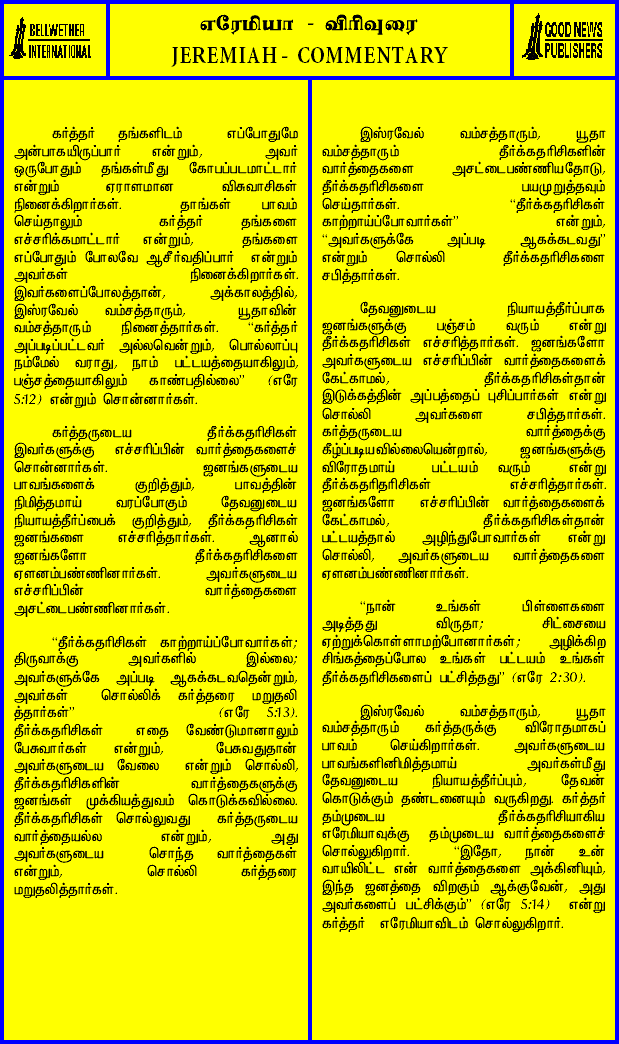 எரேமியா - விரிவுரை
BELLWETHER
INTERNATIONAL
JEREMIAH - COMMENTARY
GOOD NEWS
PUBLISHERS
கர்த்தர் தங்களிடம் எப்போதுமே
அன்பாகயிருப்பார் என்றும், அவர்
ஒருபோதும் தங்கள்மீது கோபப்படமாட்டார்
என்றும் ஏராளமான விசுவாசிகள்
நினைக்கிறார்கள். தாங்கள் பாவம்
செய்தாலும் கர்த்தர் தங்களை
எச்சரிக்கமாட்டார் என்றும், தங்களை
எப்போதும் போலவே ஆசீர்வதிப்பார் என்றும்
அவர்கள் நினைக்கிறார்கள்.
இவர்களைப்போலத்தான், அக்காலத்தில்,
இஸ்ரவேல் வம்சத்தாரும், யூதாவின்
வம்சத்தாரும் நினைத்தார்கள். “கர்த்தர்
அப்படிப்பட்டவர் அல்லவென்றும், பொல்லாப்பு
நம்மேல் வராது, நாம் பட்டயத்தையாகிலும்,
பஞ்சத்தையாகிலும் காண்பதில்லை” (எரே
5:12) என்றும் சொன்னார்கள்.
கர்த்தருடைய தீர்க்கதரிசிகள்
இவர்களுக்கு எச்சரிப்பின் வார்த்தைகளைச்
சொன்னார்கள். ஜனங்களுடைய
பாவங்களைக் குறித்தும், பாவத்தின்
நிமித்தமாய் வரப்போகும் தேவனுடைய
நியாயத்தீர்ப்பைக் குறித்தும், தீர்க்கதரிசிகள்
ஜனங்களை எச்சரித்தார்கள். ஆனால்
ஜனங்களோ தீர்க்கதரிசிகளை
ஏளனம்பண்ணினார்கள். அவர்களுடைய
எச்சரிப்பின் வார்த்தைகளை
அசட்டைபண்ணினார்கள்.
“தீர்க்கதரிசிகள் காற்றாய்ப்போவார்கள்;
திருவாக்கு அவர்களில் இல்லை;
அவர்களுக்கே அப்படி ஆகக்கடவதென்றும்,
அவர்கள் சொல்லிக் கர்த்தரை மறுதலி
த்தார்கள்” (எரே 5:13).
தீர்க்கதரிசிகள் எதை வேண்டுமானாலும்
பேசுவார்கள் என்றும், பேசுவதுதான்
அவர்களுடைய வேலை என்றும் சொல்லி,
தீர்க்கதரிசிகளின் வார்த்தைகளுக்கு
ஜனங்கள் முக்கியத்துவம் கொடுக்கவில்லை.
தீர்க்கதரிசிகள் சொல்லுவது கர்த்தருடைய
வார்த்தையல்ல என்றும், அது
அவர்களுடைய சொந்த வார்த்தைகள்
என்றும், சொல்லி கர்த்தரை
மறுதலித்தார்கள்.
இஸ்ரவேல் வம்சத்தாரும், யூதா
வம்சத்தாரும் தீர்க்கதரிசிகளின்
வார்த்தைகளை அசட்டைபண்ணியதோடு,
தீர்க்கதரிசிகளை பயமுறுத்தவும்
செய்தார்கள். “தீர்க்கதரிசிகள்
காற்றாய்ப்போவார்கள்” என்றும்,
“அவர்களுக்கே அப்படி ஆகக்கடவது”
என்றும் சொல்லி தீர்க்கதரிசிகளை
சபித்தார்கள்.
தேவனுடைய நியாயத்தீர்ப்பாக
ஜனங்களுக்கு பஞ்சம் வரும் என்று
தீர்க்கதரிசிகள் எச்சரித்தார்கள். ஜனங்களோ
அவர்களுடைய எச்சரிப்பின் வார்த்தைகளைக்
கேட்காமல், தீர்க்கதரிசிகள்தான்
இடுக்கத்தின் அப்பத்தைப் புசிப்பார்கள் என்று
சொல்லி அவர்களை சபித்தார்கள்.
கர்த்தருடைய வார்த்தைக்கு
கீழ்ப்படியவில்லையென்றால், ஜனங்களுக்கு
விரோதமாய் பட்டயம் வரும் என்று
தீர்க்கதரிதரிசிகள் எச்சரித்தார்கள்.
ஜனங்களோ எச்சரிப்பின் வார்த்தைகளைக்
கேட்காமல், தீர்க்கதரிசிகள்தான்
பட்டயத்தால் அழிந்துபோவார்கள் என்று
சொல்லி, அவர்களுடைய வார்த்தைகளை
ஏளனம்பண்ணினார்கள்.
“நான் உங்கள் பிள்ளைகளை
அடித்தது விருதா; சிட்சையை
ஏற்றுக்கொள்ளாமற்போனார்கள்; அழிக்கிற
சிங்கத்தைப்போல உங்கள் பட்டயம் உங்கள்
தீர்க்கதரிசிகளைப் பட்சித்தது” (எரே 2:30).
இஸ்ரவேல் வம்சத்தாரும், யூதா
வம்சத்தாரும் கர்த்தருக்கு விரோதமாகப்
பாவம் செய்கிறார்கள். அவர்களுடைய
பாவங்களினிமித்தமாய் அவர்கள்மீது
தேவனுடைய நியாயத்தீர்ப்பும், தேவன்
கொடுக்கும் தண்டனையும் வருகிறது. கர்த்தர்
தம்முடைய தீர்க்கதரிசியாகிய
எரேமியாவுக்கு தம்முடைய வார்த்தைகளைச்
சொல்லுகிறார். “இதோ, நான் உன்
வாயிலிட்ட என் வார்த்தைகளை அக்கினியும்,
இந்த ஜனத்தை விறகும் ஆக்குவேன், அது
அவர்களைப் பட்சிக்கும்” (எரே 5:14) என்று
கர்த்தர் எரேமியாவிடம் சொல்லுகிறார்.